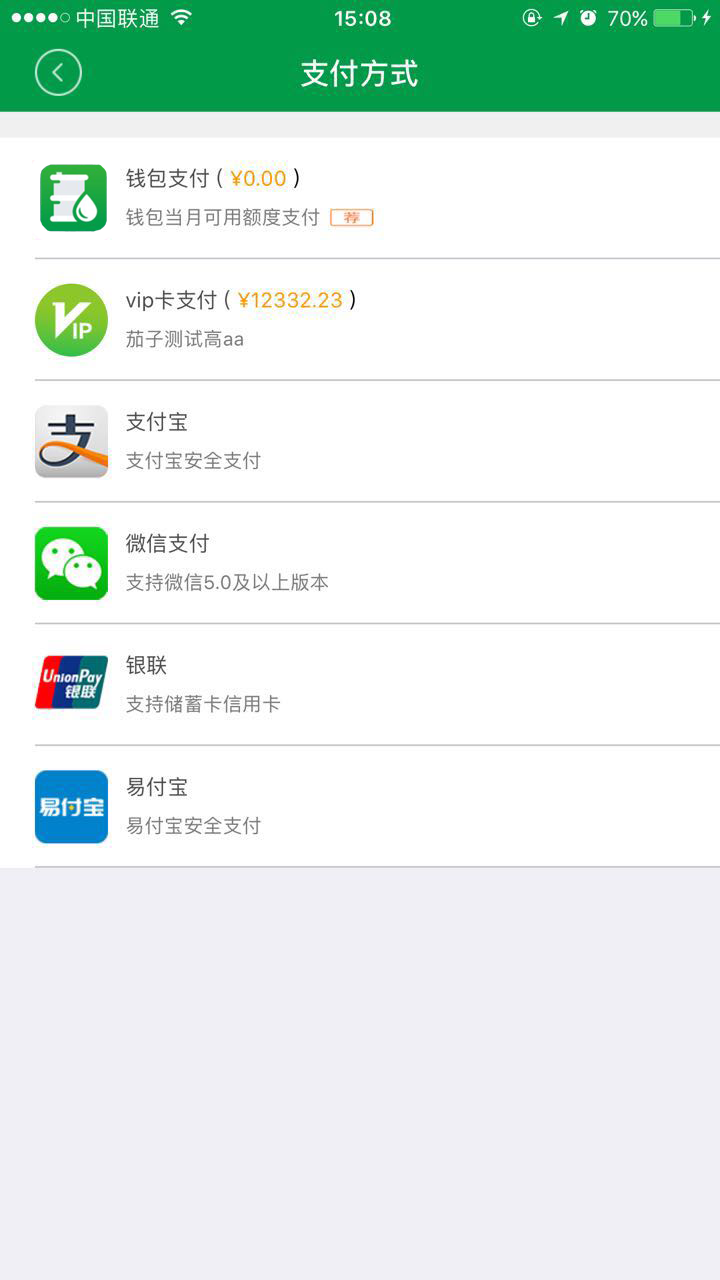 中国联通 15:08 70%
支付方式
钱包支付 ( ¥0.00 )
钱包当月可用额度支付 荐
VIP
vip卡支付 ( ¥12332.23 )
茄子测试高aa
支
支付宝
支付宝安全支付
微信支付
支持微信5.0及以上版本
UnionPay
银联
银联
支持储蓄卡信用卡
易付宝
易付宝
易付宝安全支付